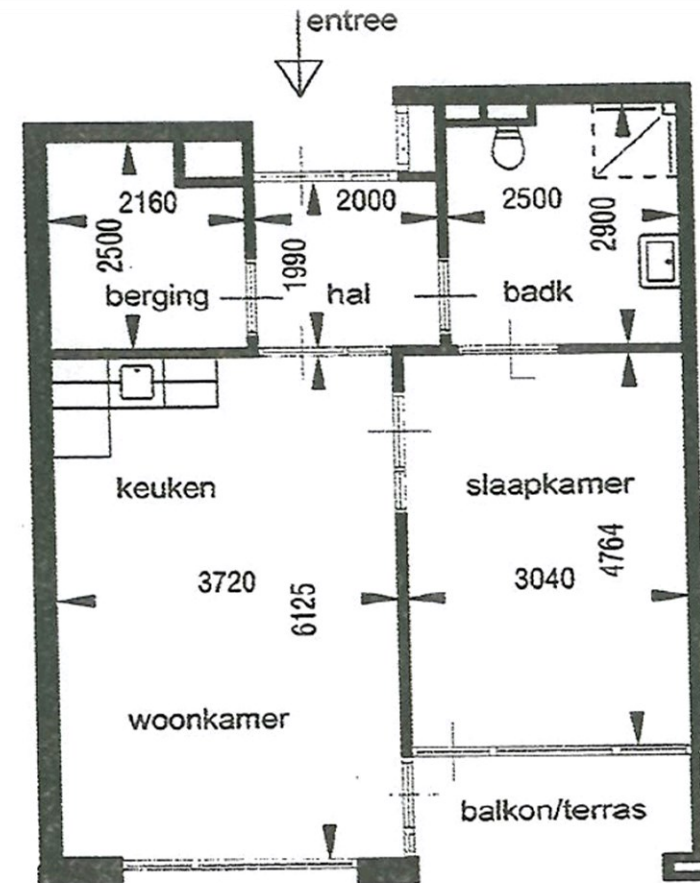 entree
2160
2000
2500
2500
1990
2900
berging
hal
badk
keuken
slaapkamer
3720
6125
3040
4764
woonkamer
balkon/terras